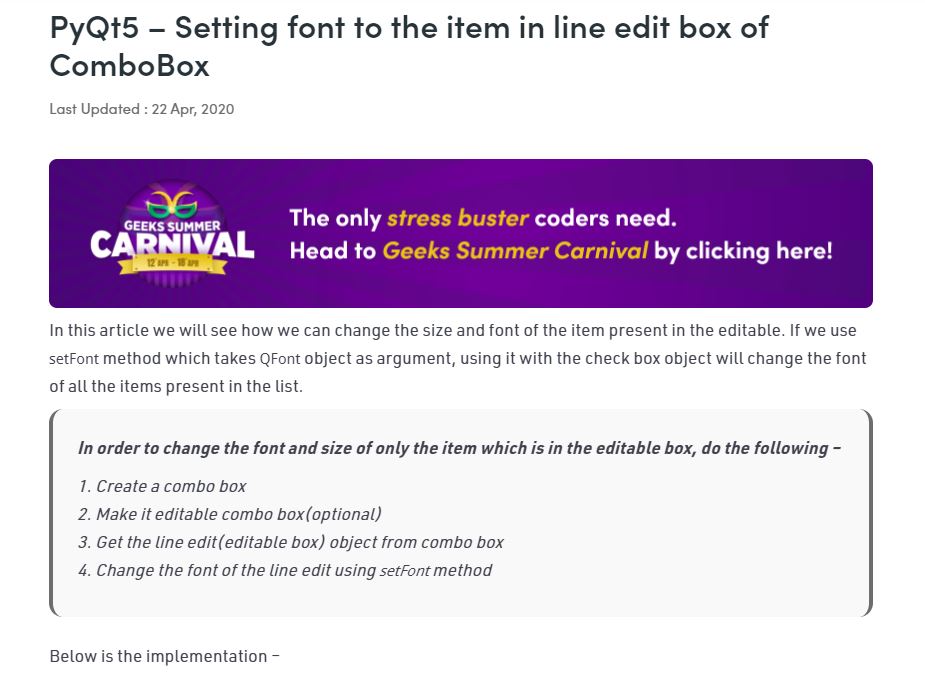 PyQt5 – Setting font to the item in line edit box of
ComboBox
Last Updated : 22 Apr, 2020
GEEKS SUMMER
CARNIVAL
12 APR - 18 APR
The only stress buster coders need.
Head to Geeks Summer Carnival by clicking here!
In this article we will see how we can change the size and font of the item present in the editable. If we use
setFont method which takes QFont object as argument, using it with the check box object will change the font
of all the items present in the list.
In order to change the font and size of only the item which is in the editable box, do the following –
1. Create a combo box
2. Make it editable combo box(optional)
3. Get the line edit(editable box) object from combo box
4. Change the font of the line edit using setFont method
Below is the implementation –